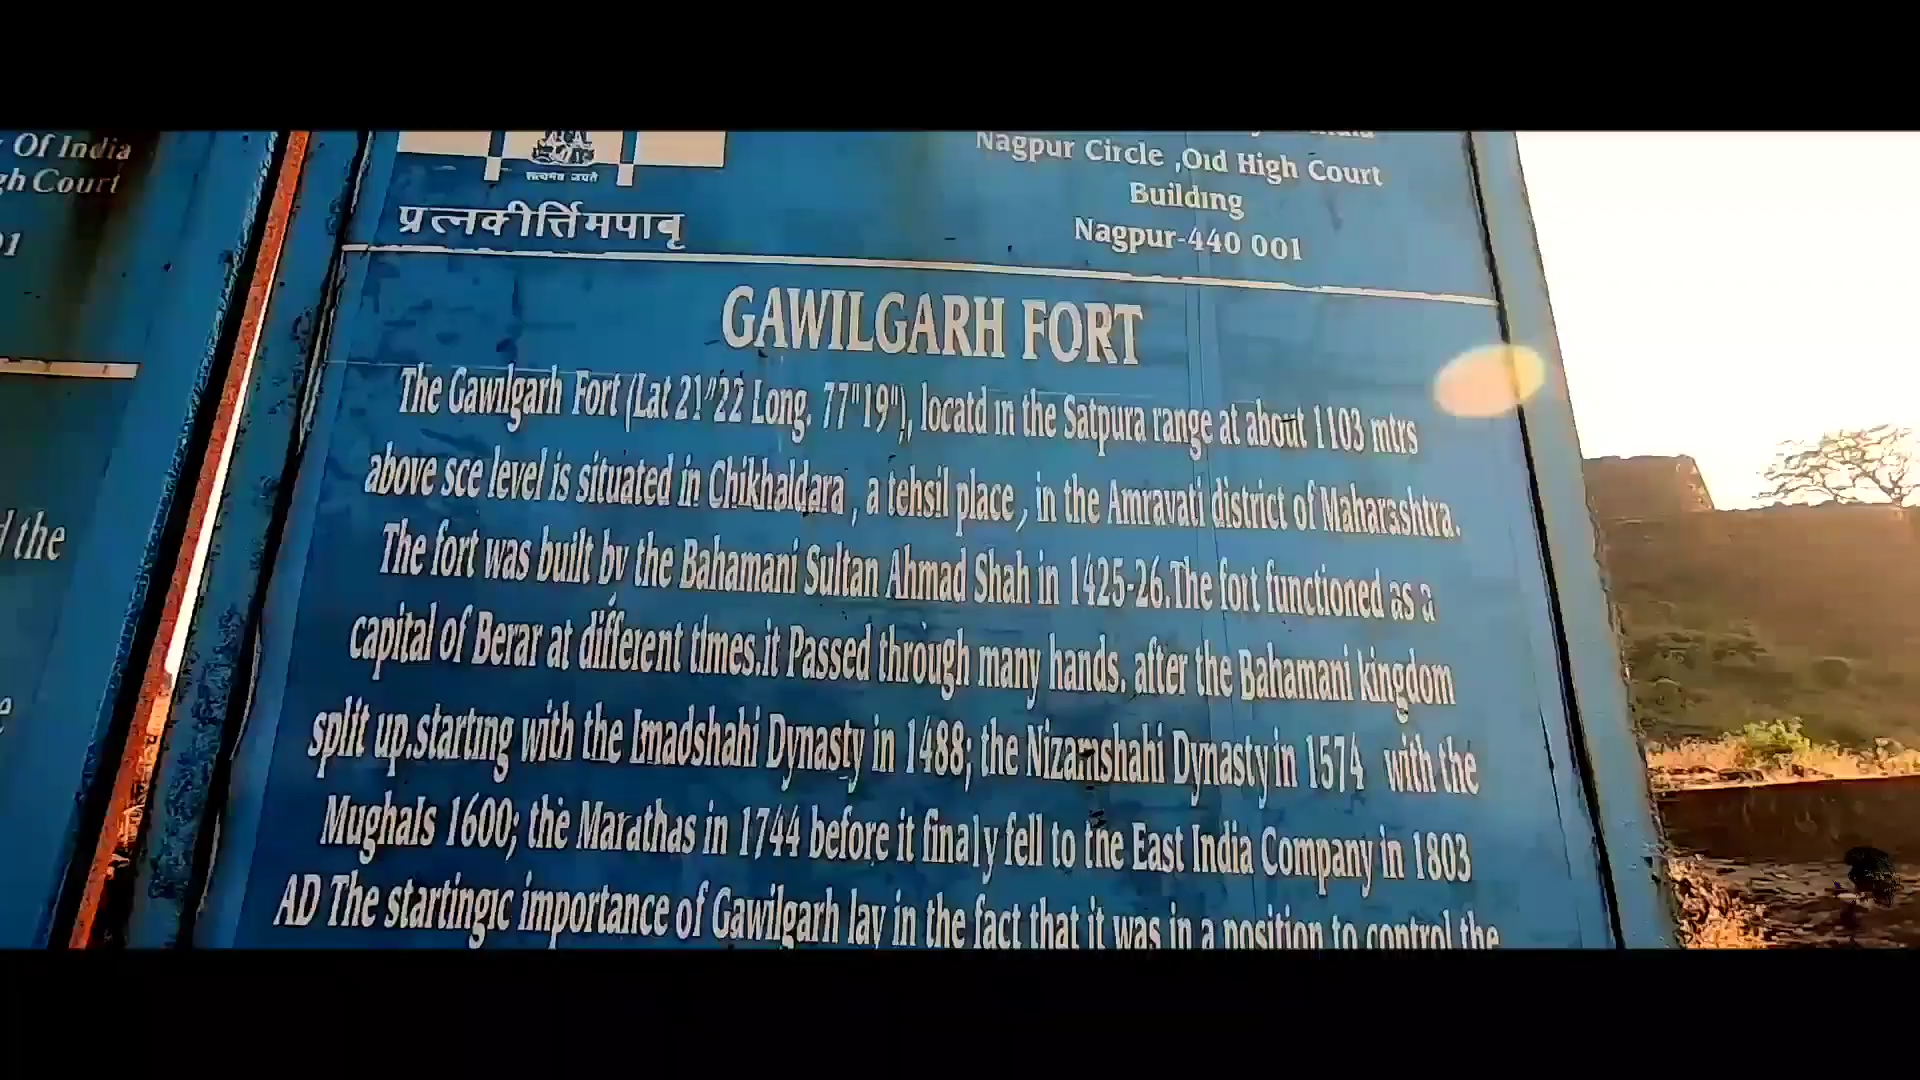 Of India
gh Court
01
the
सत्यमेव जयते
प्रत्नकीर्त्तिमपावृ
Nagpur Circle ,Old High Court
Building
Nagpur-440 001
GAWILGARH FORT
The Gawilgarh Fort (Lat 21"22 Long. 77"19"), locatd in the Satpura range at about 1103 mtrs
above sce level is situated in Chikhaldara , a tehsil place , in the Amravati district of Maharashtra.
The fort was built by the Bahamani Sultan Ahmad Shah in 1425-26.The fort functioned as a
capital of Berar at different times.it Passed through many hands. after the Bahamani kingdom
split up.starting with the Imadshahi Dynasty in 1488; the Nizamshahi Dynasty in 1574 with the
Mughals 1600; the Marathas in 1744 before it finaly fell to the East India Company in 1803
AD The startingic importance of Gawilgarh lay in the fact that it was in a position to control the